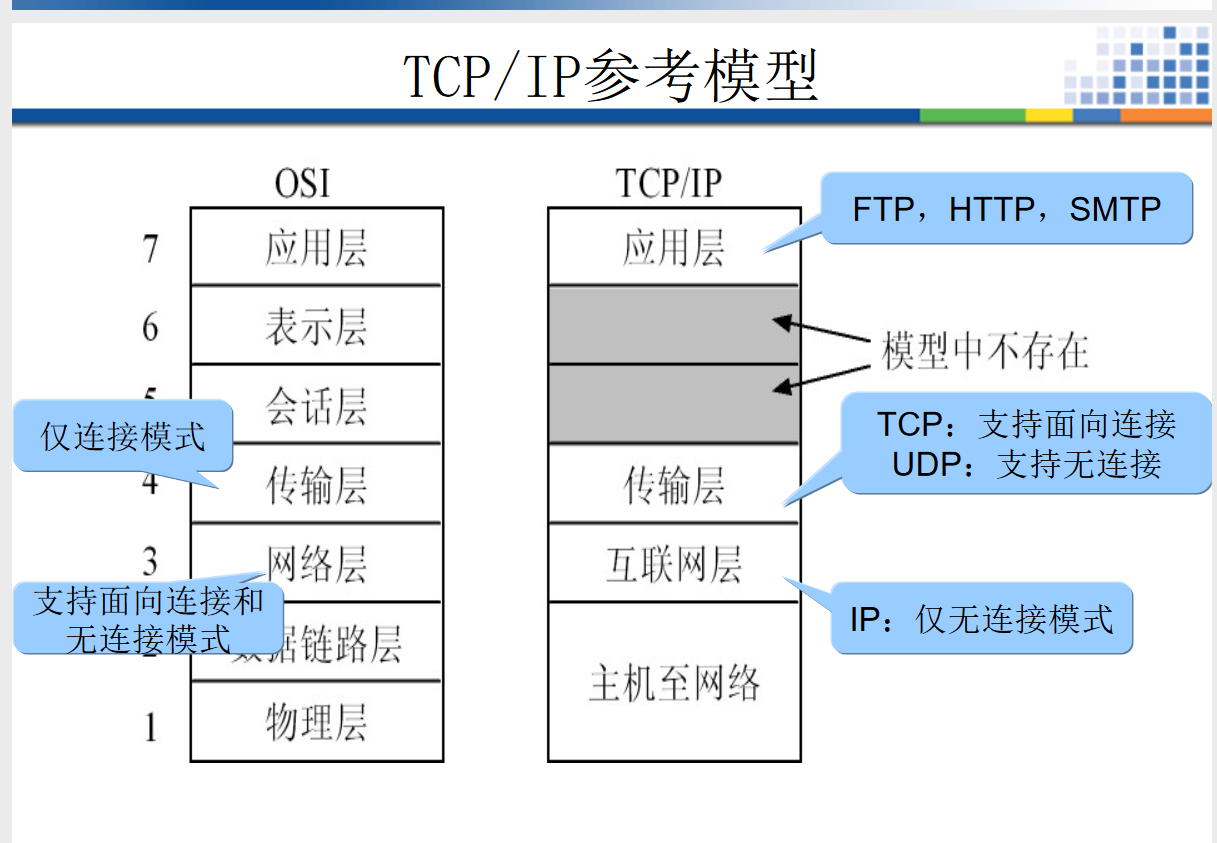 TCP/IP参考模型
OSI
TCP/IP
FTP，HTTP，SMTP
7
应用层
应用层
6
表示层
模型中不存在
会话层
仅连接模式
TCP：支持面向连接
UDP：支持无连接
4
传输层
传输层
3
网络层
互联网层
支持面向连接和
无连接模式
IP：仅无连接模式
数据链路层
主机至网络
1
物理层